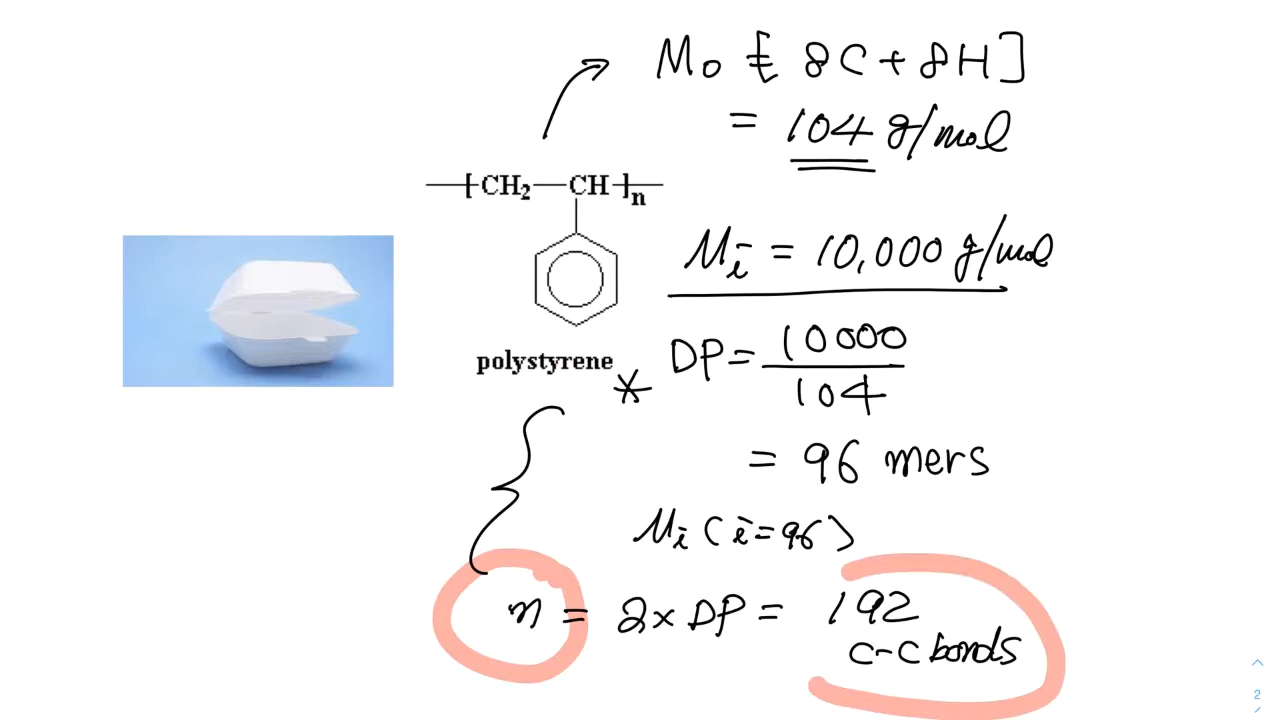 M₀ [ 8C + 8H ]
= 104 g/mol
—[CH₂—CH]n—
polystyrene
Mᵢ = 10,000 g/mol
* DP = 10000
104
= 96 mers
Mᵢ (i=96)
n = 2 x DP = 192
C-C bonds
2